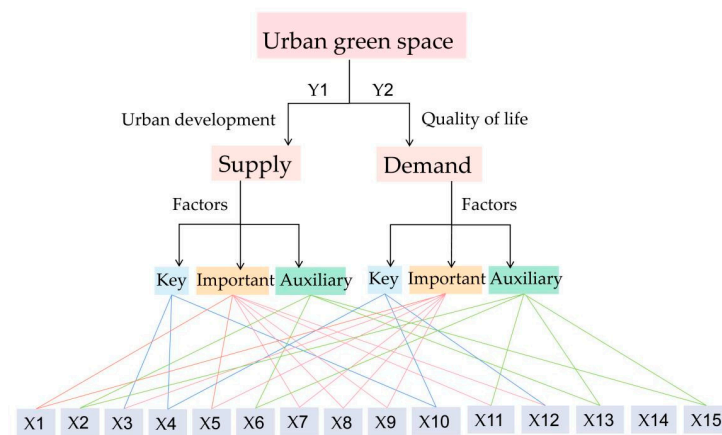 Urban green space
Y1 Y2
Urban development
Quality of life
Supply
Demand
Factors
Factors
Key
Important
Auxiliary
Key
Important
Auxiliary
X1 X2 X3 X4 X5 X6 X7 X8 X9 X10 X11 X12 X13 X14 X15